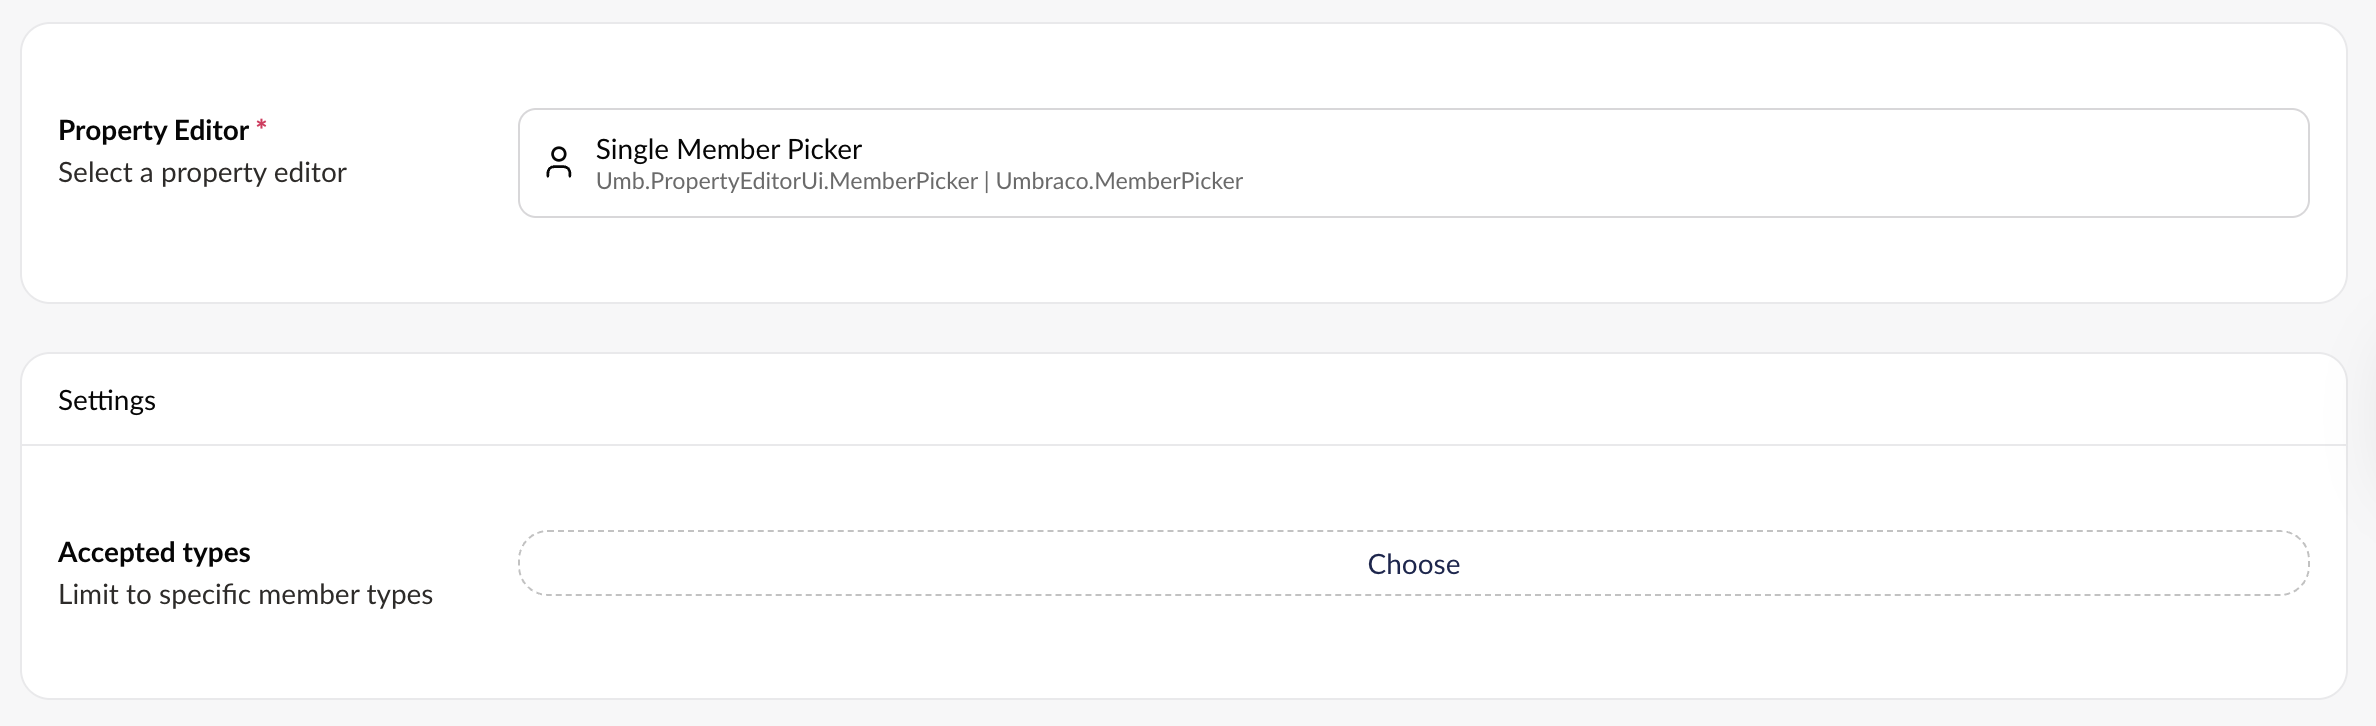 Property Editor *
Select a property editor
Single Member Picker
Umb.PropertyEditorUi.MemberPicker | Umbraco.MemberPicker
Settings
Accepted types
Limit to specific member types
Choose